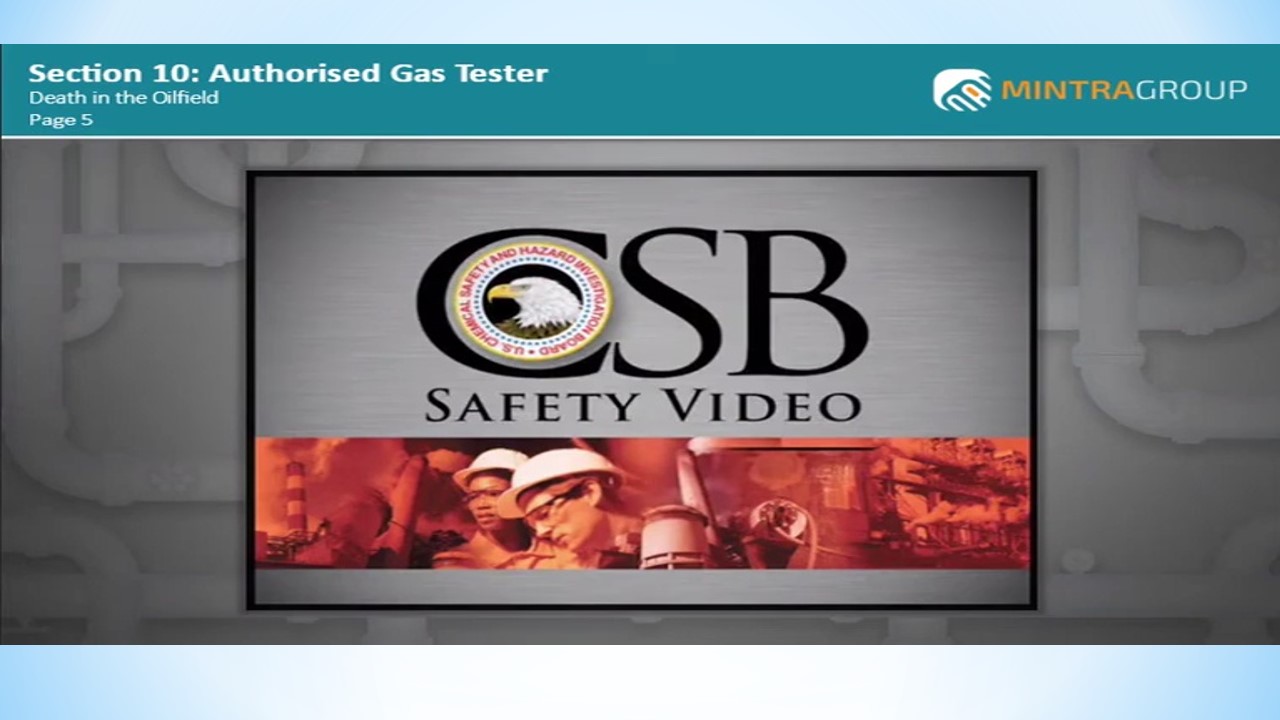 Section 10: Authorised Gas Tester
Death in the Oilfield
Page 5
MINTRAGROUP
CSB
U.S. CHEMICAL SAFETY AND HAZARD INVESTIGATION BOARD
SAFETY VIDEO